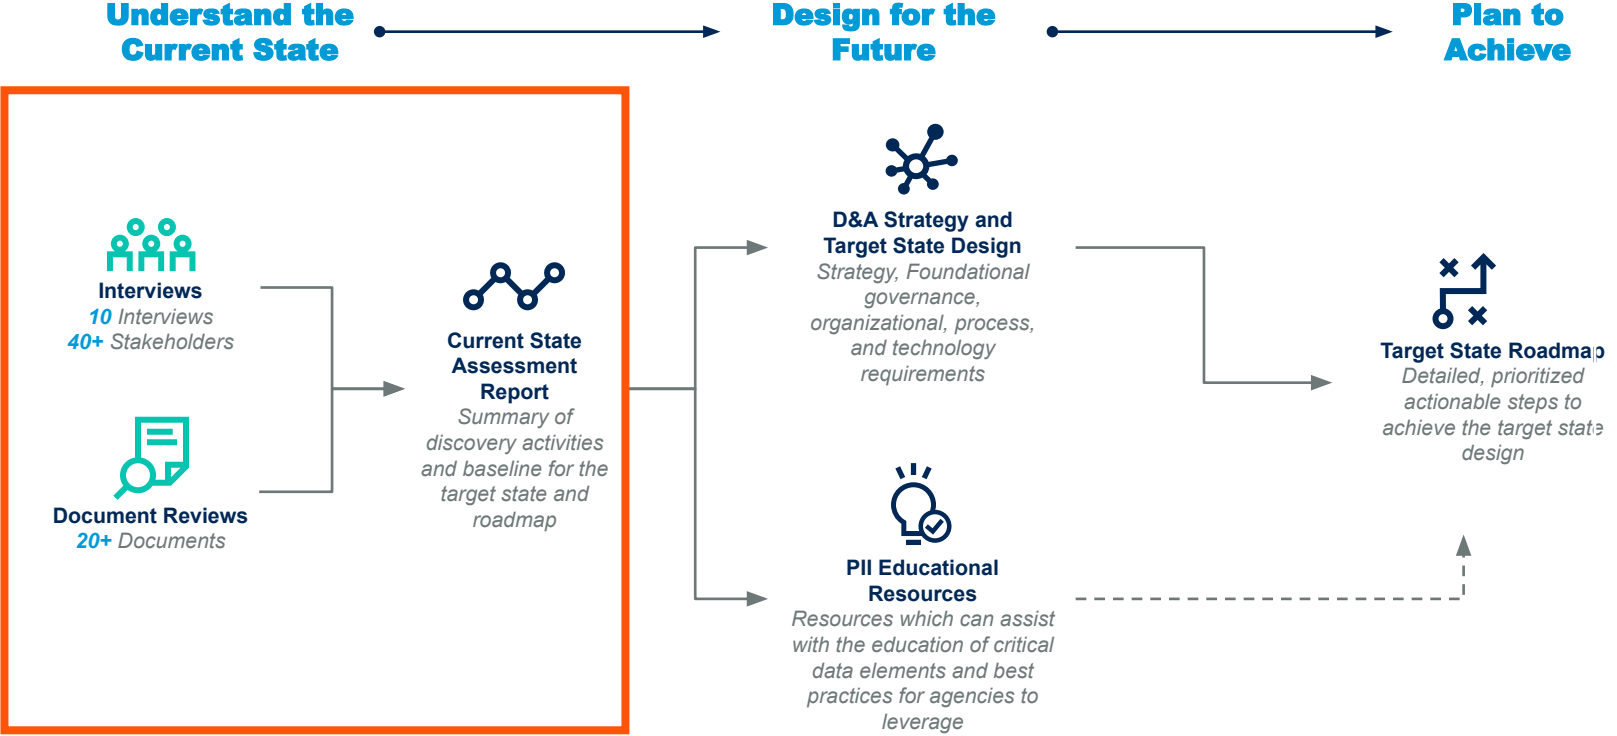 Understand the
Current State
Design for the
Future
Plan to
Achieve
Interviews
10 Interviews
40+ Stakeholders
Document Reviews
20+ Documents
Current State
Assessment
Report
Summary of
discovery activities
and baseline for the
target state and
roadmap
D&A Strategy and
Target State Design
Strategy, Foundational
governance,
organizational, process,
and technology
requirements
PII Educational
Resources
Resources which can assist
with the education of critical
data elements and best
practices for agencies to
leverage
Target State Roadmap
Detailed, prioritized
actionable steps to
achieve the target state
design